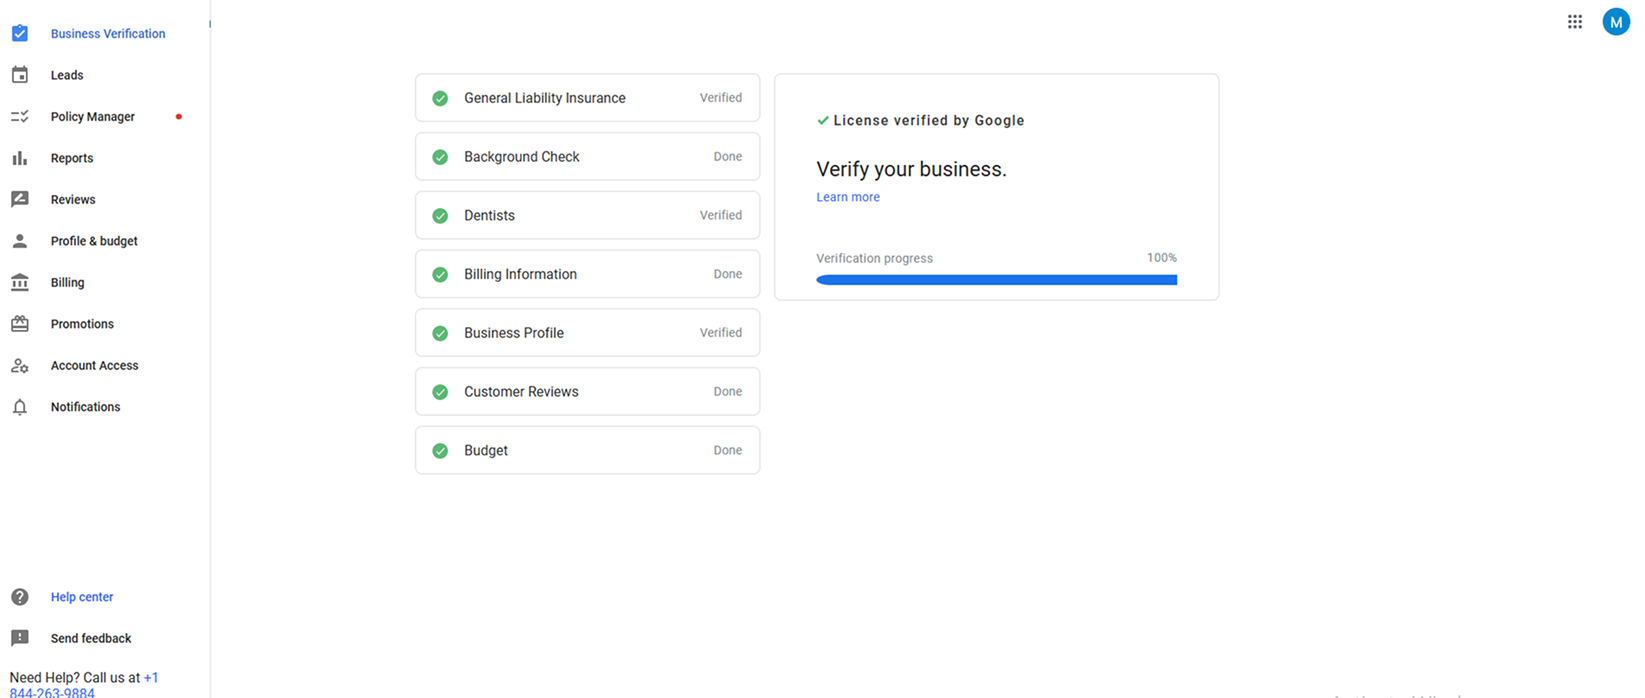 Business Verification
Leads
Policy Manager
Reports
Reviews
Profile & budget
Billing
Promotions
Account Access
Notifications
Help center
Send feedback
Need Help? Call us at +1
844-263-9884
General Liability Insurance Verified
Background Check Done
Dentists Verified
Billing Information Done
Business Profile Verified
Customer Reviews Done
Budget Done
License verified by Google
Verify your business.
Learn more
Verification progress 100%
M